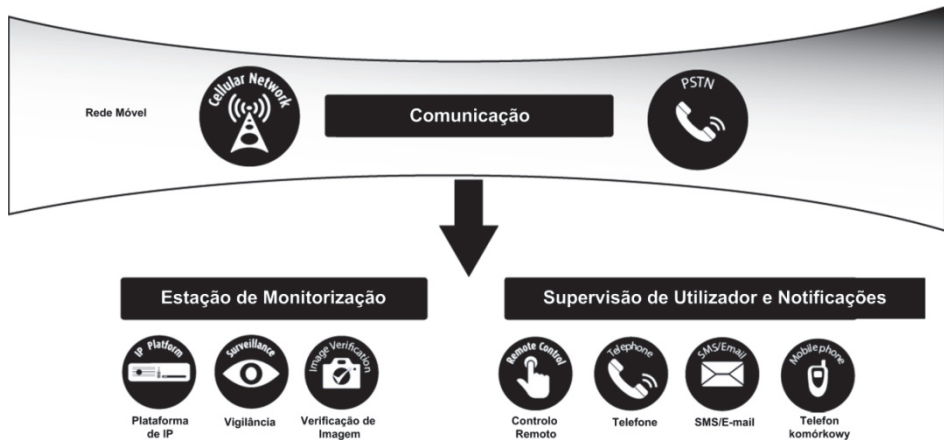 Rede Móvel
Cellular Network
Comunicação
PSTN
Estação de Monitorização
Supervisão de Utilizador e Notificações
IP Platform
Surveillance
Image Verification
Remote Control
Telephone
SMS/Email
Mobile phone
Plataforma
de IP
Vigilância
Verificação de
Imagem
Controlo
Remoto
Telefone
SMS/E-mail
Telefon
komórkowy